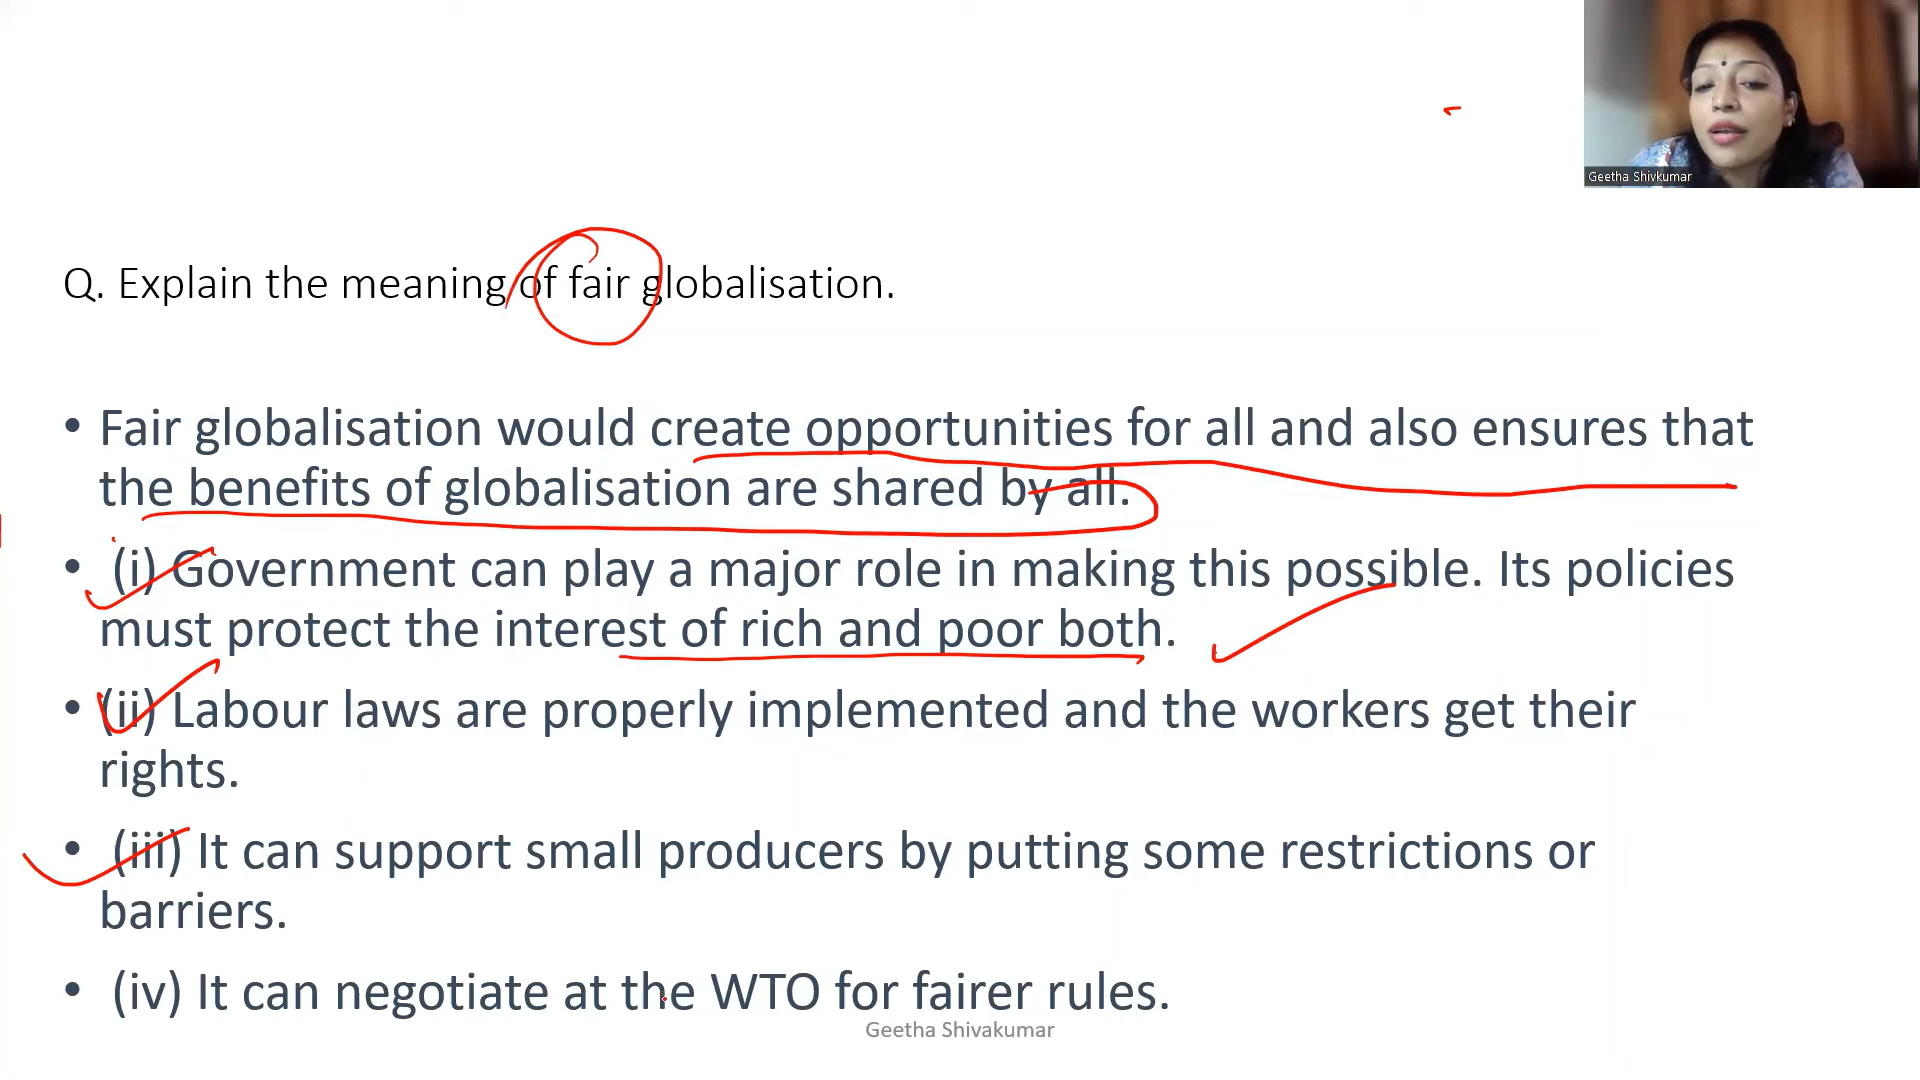 Geetha Shivkumar
Q. Explain the meaning of fair globalisation.
• Fair globalisation would create opportunities for all and also ensures that
the benefits of globalisation are shared by all.
• (i) Government can play a major role in making this possible. Its policies
must protect the interest of rich and poor both.
• (ii) Labour laws are properly implemented and the workers get their
rights.
• (iii) It can support small producers by putting some restrictions or
barriers.
• (iv) It can negotiate at the WTO for fairer rules.
Geetha Shivakumar